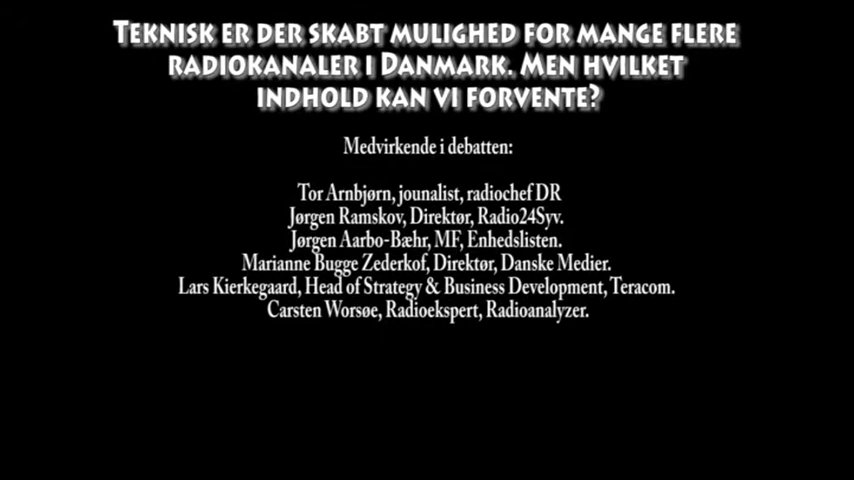 Teknisk er der skabt mulighed for mange flere
radiokanaler i Danmark. Men hvilket
indhold kan vi forvente?
Medvirkende i debatten:
Tor Arnbjørn, jounalist, radiochef DR
Jørgen Ramskov, Direktør, Radio24Syv.
Jørgen Aarbo-Bæhr, MF, Enhedslisten.
Marianne Bugge Zederkof, Direktør, Danske Medier.
Lars Kierkegaard, Head of Strategy & Business Development, Teracom.
Carsten Worsøe, Radioekspert, Radioanalyzer.